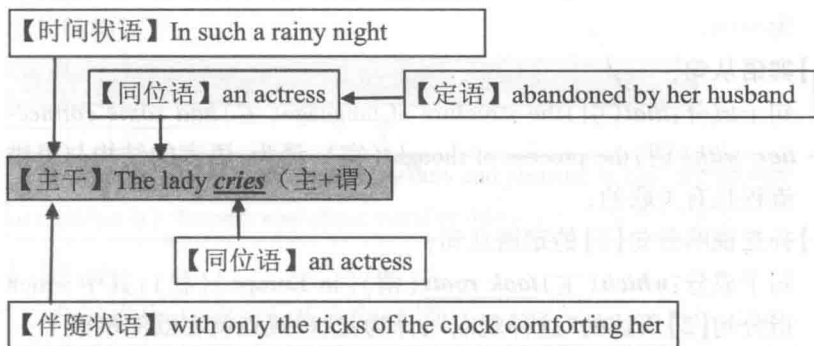 【时间状语】In such a rainy night
【同位语】an actress
【定语】abandoned by her husband
【主干】The lady cries（主+谓）
【同位语】an actress
【伴随状语】with only the ticks of the clock comforting her